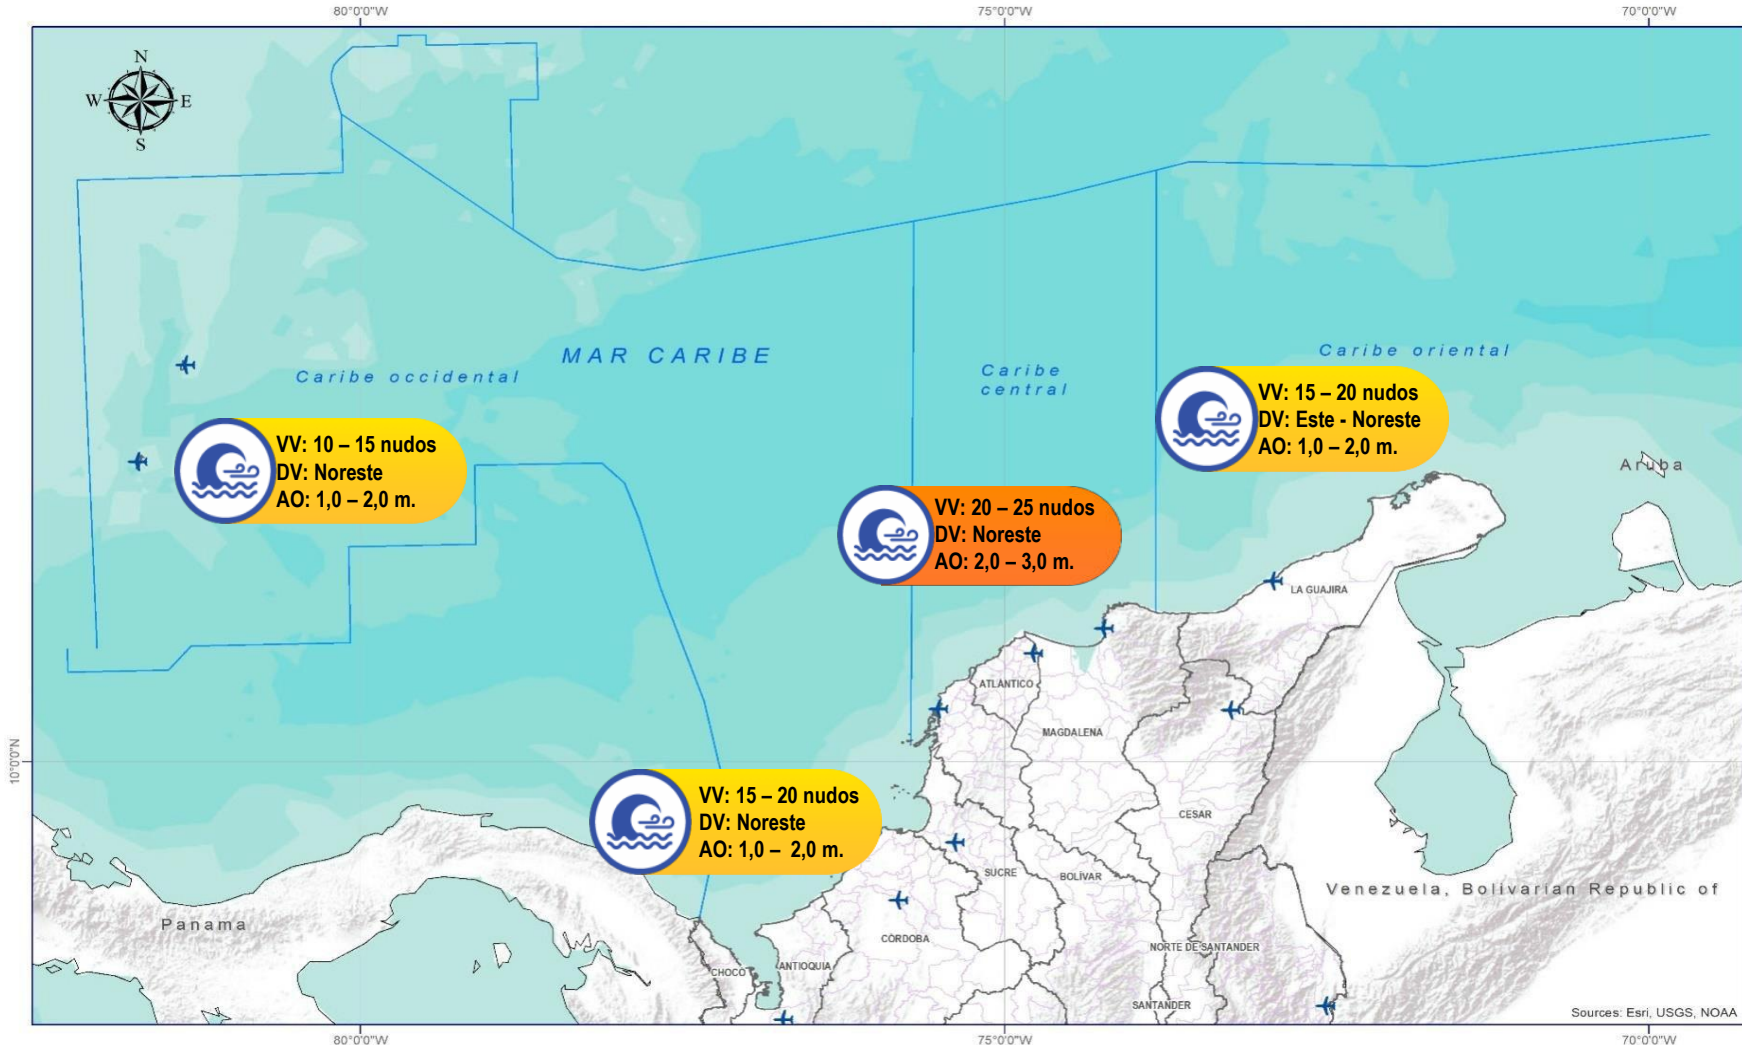 80°0'0"W
75°0'0"W
70°0'0"W
N
W
E
S
MAR CARIBE
Caribe occidental
Caribe
central
Caribe oriental
VV: 15 – 20 nudos
DV: Este - Noreste
AO: 1,0 – 2,0 m.
VV: 10 – 15 nudos
DV: Noreste
AO: 1,0 – 2,0 m.
Aruba
VV: 20 – 25 nudos
DV: Noreste
AO: 2,0 – 3,0 m.
LA GUAJIRA
ATLÁNTICO
MAGDALENA
10°0'0"N
VV: 15 – 20 nudos
DV: Noreste
AO: 1,0 – 2,0 m.
CESAR
SUCRE
BOLÍVAR
Venezuela, Bolivarian Republic of
Panama
CÓRDOBA
NORTE DE SANTANDER
CHOCÓ
ANTIOQUIA
SANTANDER
Sources: Esri, USGS, NOAA
80°0'0"W
75°0'0"W
70°0'0"W